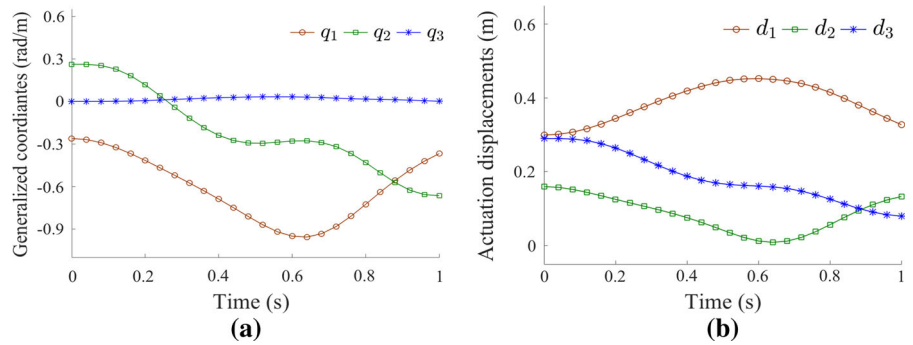 Generalized coordiantes (rad/m)
q1 q2 q3
0.6
0.3
0
-0.3
-0.6
-0.9
0 0.2 0.4 0.6 0.8 1
Time (s)
(a)
Actuation displacements (m)
d1 d2 d3
0.6
0.4
0.2
0
0 0.2 0.4 0.6 0.8 1
Time (s)
(b)